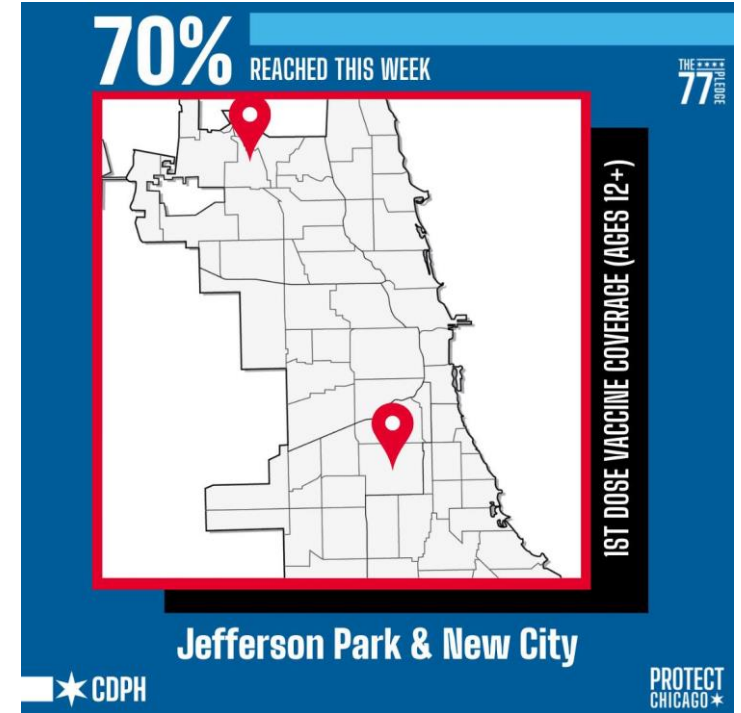 70% REACHED THIS WEEK
THE ★★★★
77 PLEDGE
1ST DOSE VACCINE COVERAGE (AGES 12+)
Jefferson Park & New City
CDPH
PROTECT
CHICAGO